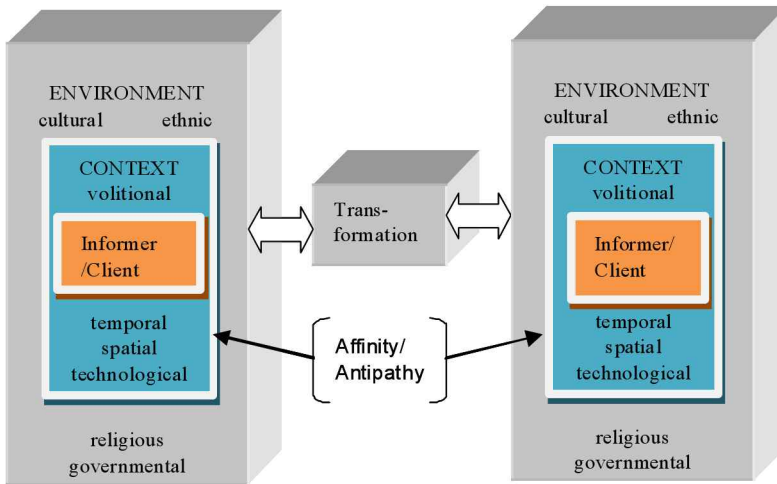 ENVIRONMENT
cultural ethnic
CONTEXT
volitional
Informer
/Client
temporal
spatial
technological
religious
governmental
Trans-
formation
Affinity/
Antipathy
ENVIRONMENT
cultural ethnic
CONTEXT
volitional
Informer/
Client
temporal
spatial
technological
religious
governmental